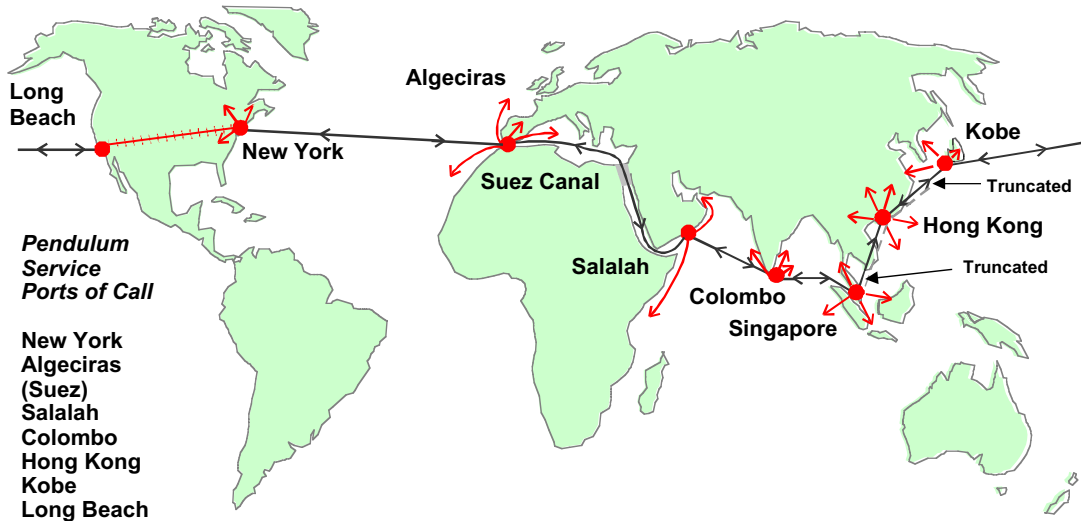 Long
Beach
New York
Algeciras
Suez Canal
Salalah
Colombo
Singapore
Kobe
Truncated
Hong Kong
Truncated
Pendulum
Service
Ports of Call
New York
Algeciras
(Suez)
Salalah
Colombo
Hong Kong
Kobe
Long Beach